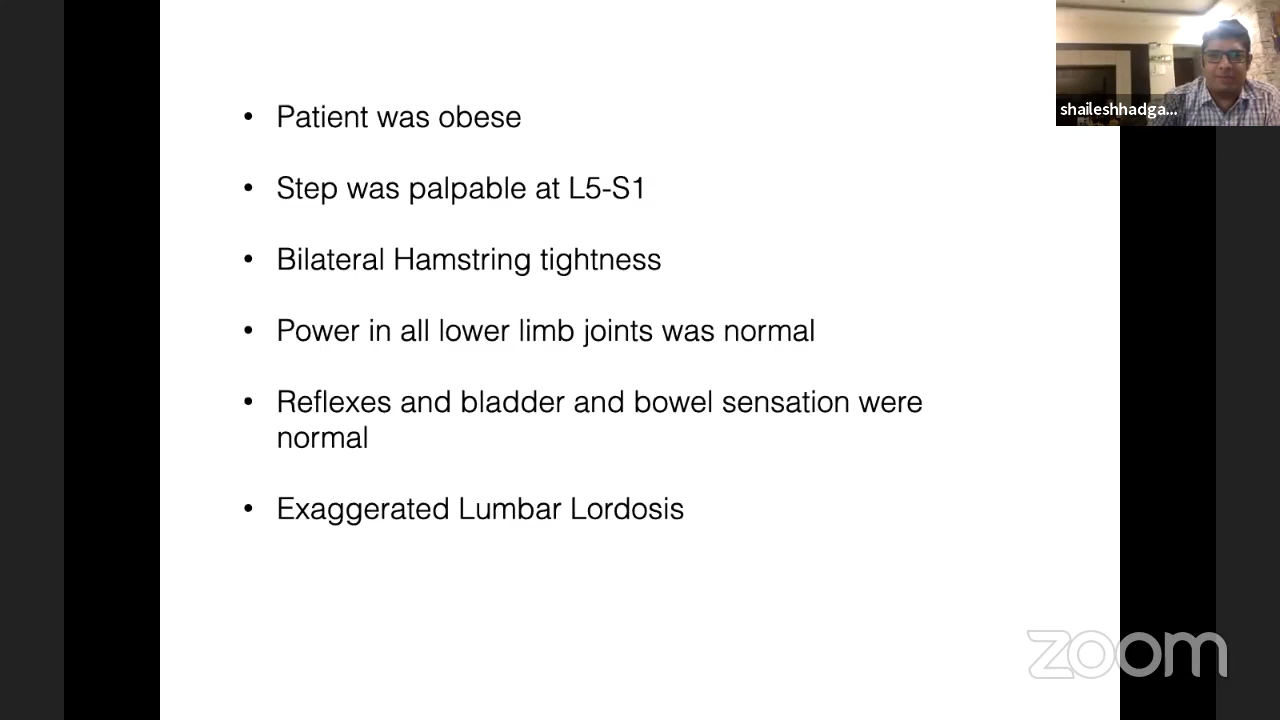 shaileshhadga...
• Patient was obese
• Step was palpable at L5-S1
• Bilateral Hamstring tightness
• Power in all lower limb joints was normal
• Reflexes and bladder and bowel sensation were
normal
• Exaggerated Lumbar Lordosis
zoom